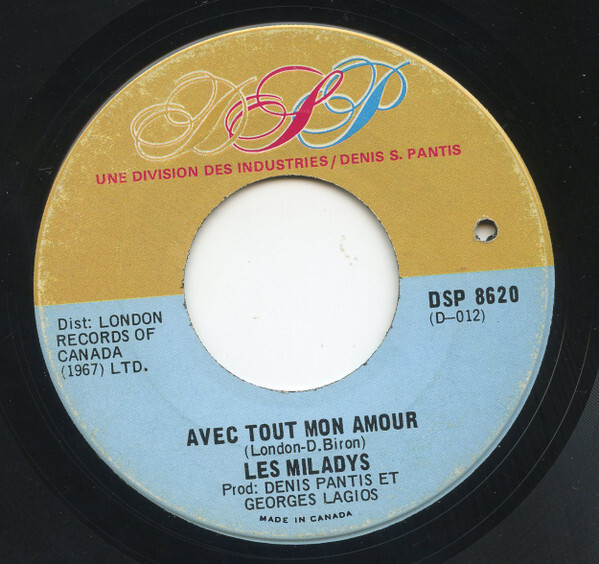 DSP
UNE DIVISION DES INDUSTRIES/DENIS S. PANTIS
DSP 8620
(D-012)
Dist: LONDON
RECORDS OF
CANADA
(1967) LTD.
AVEC TOUT MON AMOUR
(London-D.Biron)
LES MILADYS
Prod: DENIS PANTIS ET
GEORGES LAGIOS
MADE IN CANADA